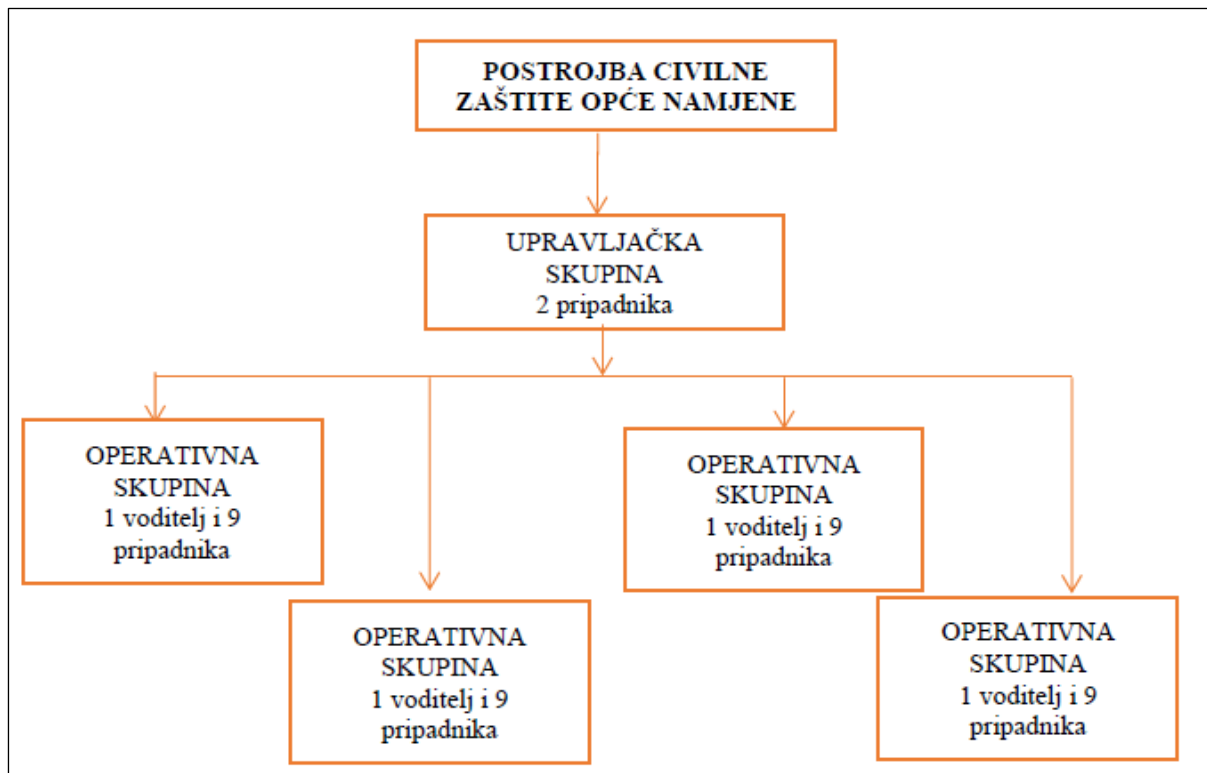 POSTROJBA CIVILNE
ZAŠTITE OPĆE NAMJENE
UPRAVLJAČKA
SKUPINA
2 pripadnika
OPERATIVNA
SKUPINA
1 voditelj i 9
pripadnika
OPERATIVNA
SKUPINA
1 voditelj i 9
pripadnika
OPERATIVNA
SKUPINA
1 voditelj i 9
pripadnika
OPERATIVNA
SKUPINA
1 voditelj i 9
pripadnika